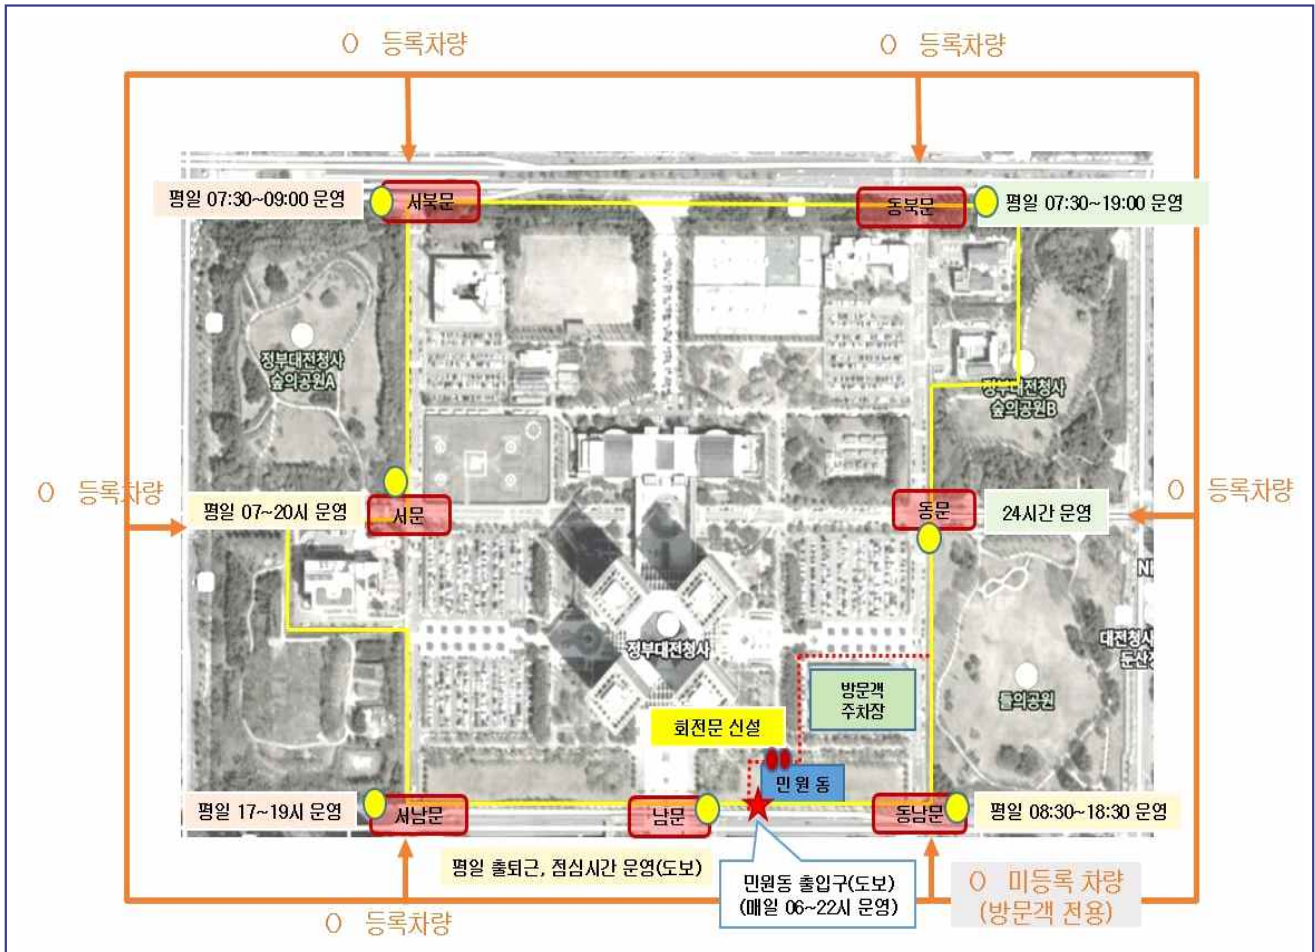 O 등록차량
O 등록차량
평일 07:30~09:00 운영
서북문
동북문
평일 07:30~19:00 운영
정부대전청사
숲의공원A
정부대전청사
숲의공원B
O 등록차량
O 등록차량
평일 07~20시 운영
서문
동문
24시간 운영
정부대전청사
방문객
주차장
들의공원
대전청사
회전문 신설
민원동
평일 17~19시 운영
서남문
남문
동남문
평일 08:30~18:30 운영
평일 출퇴근, 점심시간 운영(도보)
민원동 출입구(도보)
(매일 06~22시 운영)
O 미등록 차량
(방문객 전용)
O 등록차량